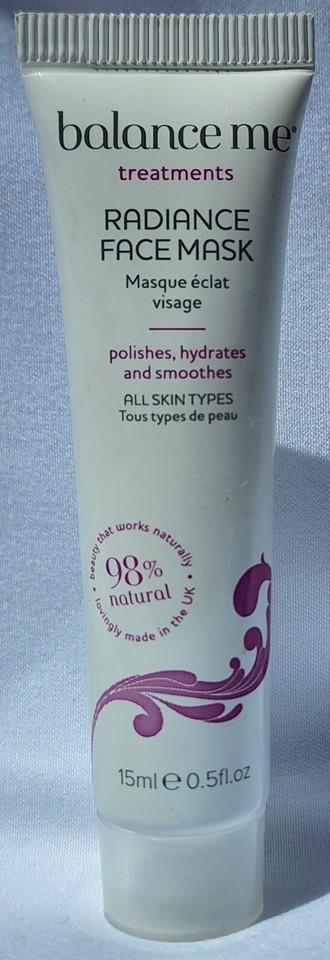 balance me®
treatments
RADIANCE
FACE MASK
Masque éclat
visage
polishes, hydrates
and smoothes
ALL SKIN TYPES
Tous types de peau
• beauty that works naturally •
98%
natural
lovingly made in the UK
15ml ℮ 0.5fl.oz